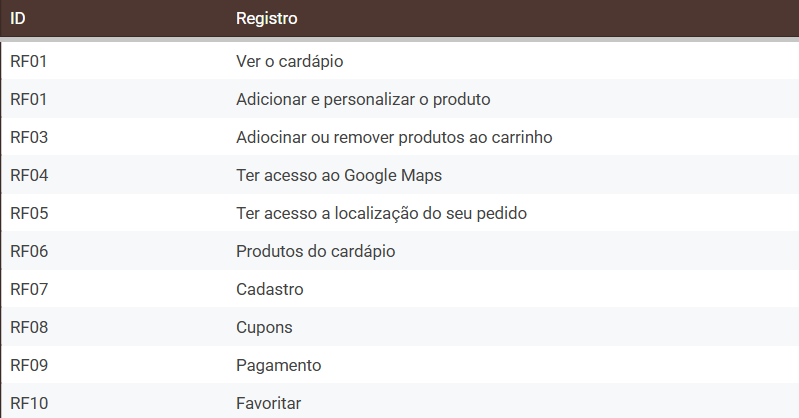 ID Registro
RF01 Ver o cardápio
RF01 Adicionar e personalizar o produto
RF03 Adiocinar ou remover produtos ao carrinho
RF04 Ter acesso ao Google Maps
RF05 Ter acesso a localização do seu pedido
RF06 Produtos do cardápio
RF07 Cadastro
RF08 Cupons
RF09 Pagamento
RF10 Favoritar